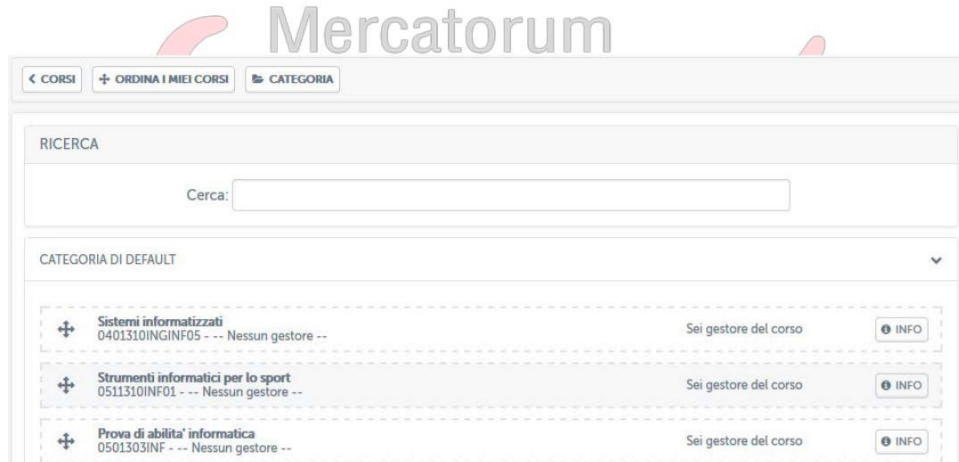 Mercatorum
CORSI ORDINA I MIEI CORSI CATEGORIA
RICERCA
Cerca:
CATEGORIA DI DEFAULT
Sistemi informatizzati
0401310INGINF05 - -- Nessun gestore --
Sei gestore del corso
INFO
Strumenti informatici per lo sport
0511310INF01 - -- Nessun gestore --
Sei gestore del corso
INFO
Prova di abilita' informatica
0501303INF - -- Nessun gestore --
Sei gestore del corso
INFO